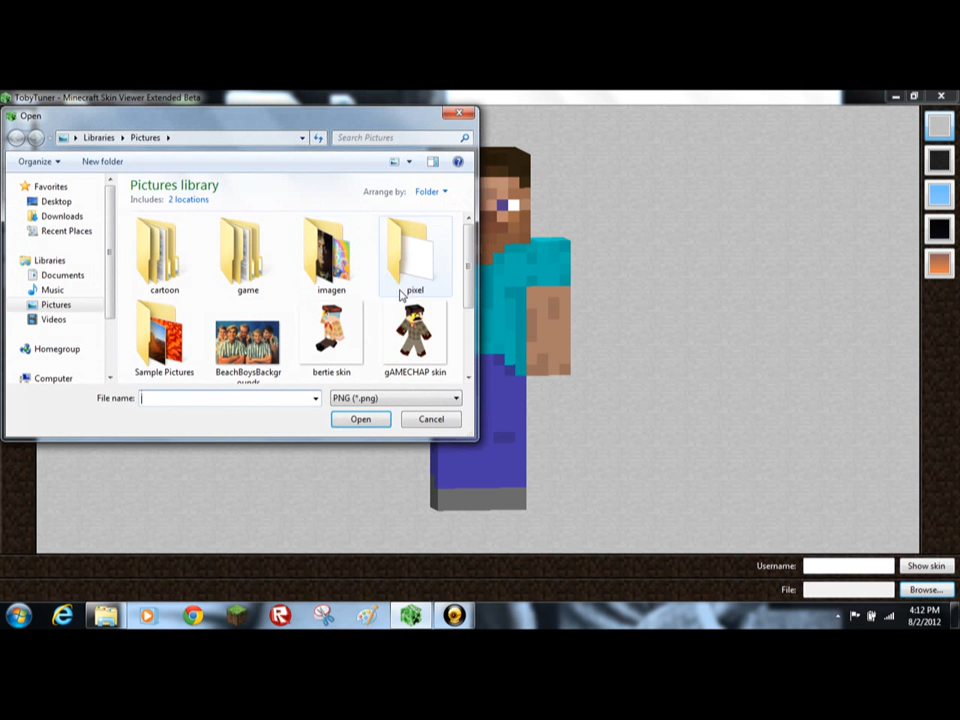 TobyTuner - Minecraft Skin Viewer Extended Beta
Open
Libraries
Pictures
Search Pictures
Organize
New folder
Pictures library
Includes: 2 locations
Arrange by: Folder
Favorites
Desktop
Downloads
Recent Places
Libraries
Documents
Music
Pictures
Videos
Homegroup
Computer
cartoon
game
imagen
pixel
Sample Pictures
BeachBoysBackgr
ounds
bertie skin
gAMECHAP skin
File name:
PNG (*.png)
Open
Cancel
Username:
Show skin
File:
Browse...
4:12 PM
8/2/2012